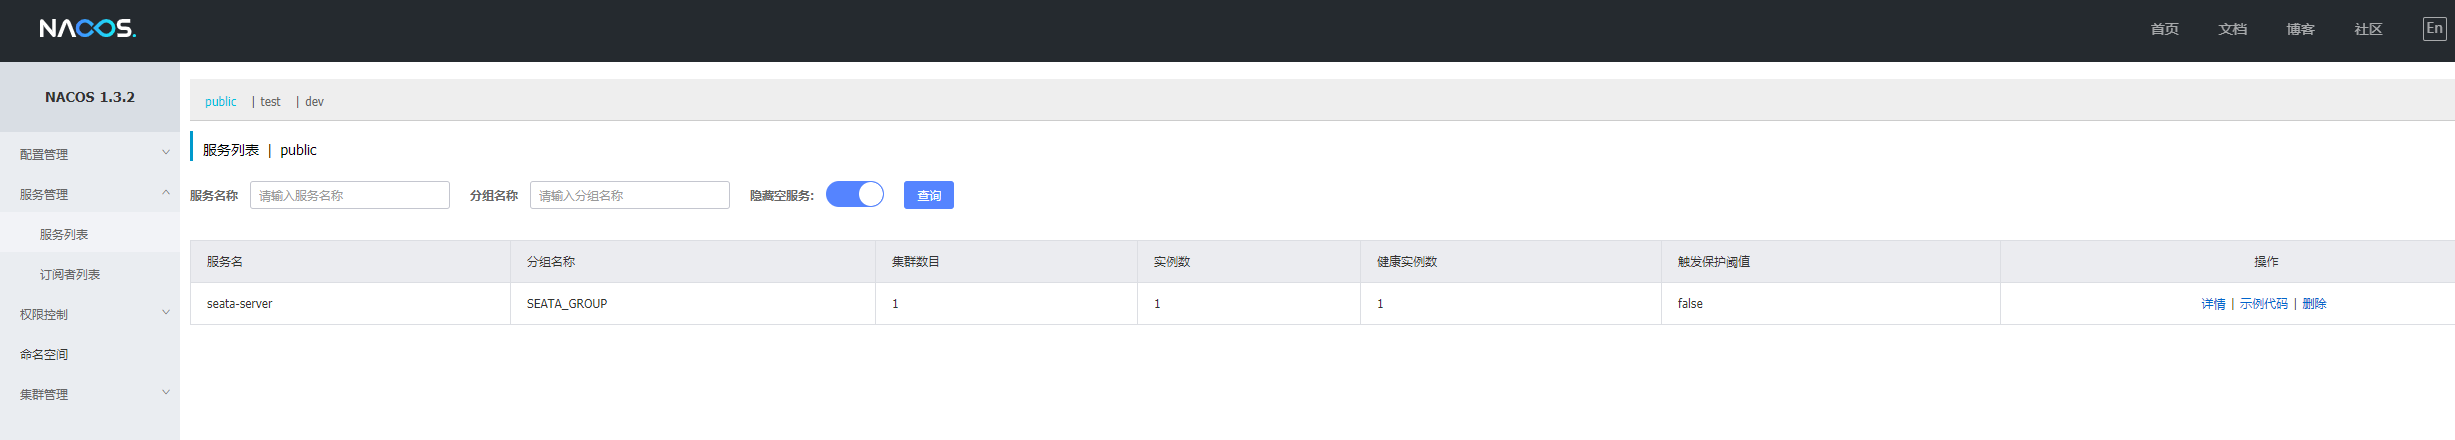 NACOS.
首页 文档 博客 社区 En
NACOS 1.3.2
配置管理
服务管理
服务列表
订阅者列表
权限控制
命名空间
集群管理
public | test | dev
服务列表 | public
服务名称 请输入服务名称 分组名称 请输入分组名称 隐藏空服务: 查询
服务名 分组名称 集群数目 实例数 健康实例数 触发保护阈值 操作
seata-server SEATA_GROUP 1 1 1 false 详情 | 示例代码 | 删除